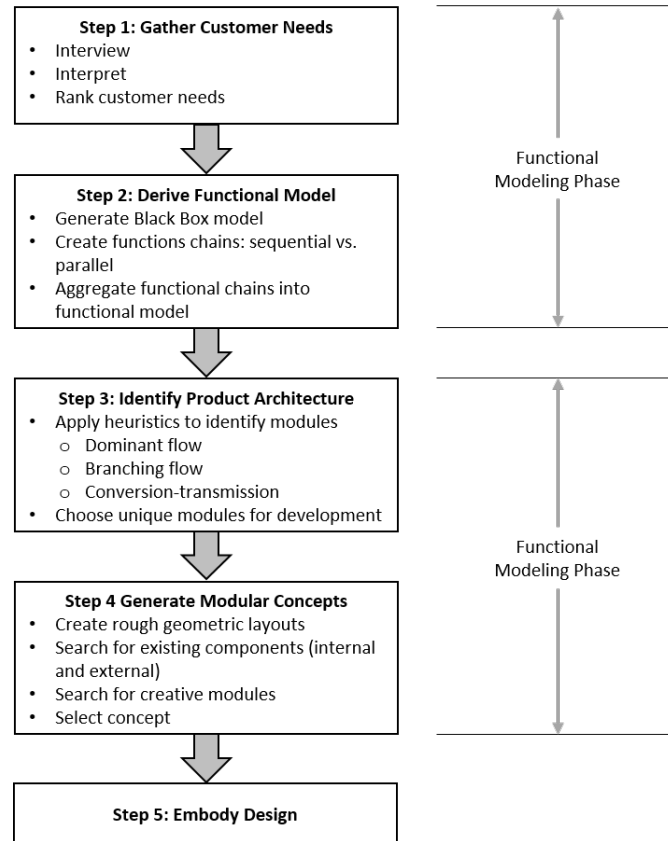 Step 1: Gather Customer Needs
• Interview
• Interpret
• Rank customer needs
Functional
Modeling Phase
Step 2: Derive Functional Model
• Generate Black Box model
• Create functions chains: sequential vs.
parallel
• Aggregate functional chains into
functional model
Step 3: Identify Product Architecture
• Apply heuristics to identify modules
o Dominant flow
o Branching flow
o Conversion-transmission
• Choose unique modules for development
Functional
Modeling Phase
Step 4 Generate Modular Concepts
• Create rough geometric layouts
• Search for existing components (internal
and external)
• Search for creative modules
• Select concept
Step 5: Embody Design